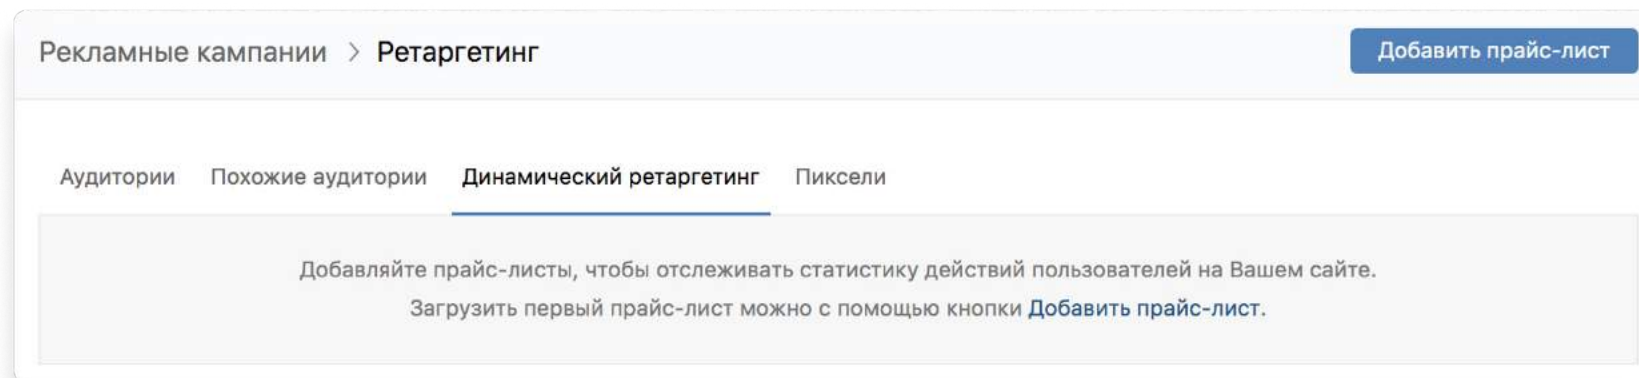 Рекламные кампании > Ретаргетинг
Добавить прайс-лист
Аудитории Похожие аудитории Динамический ретаргетинг Пиксели
Добавляйте прайс-листы, чтобы отслеживать статистику действий пользователей на Вашем сайте.
Загрузить первый прайс-лист можно с помощью кнопки Добавить прайс-лист.